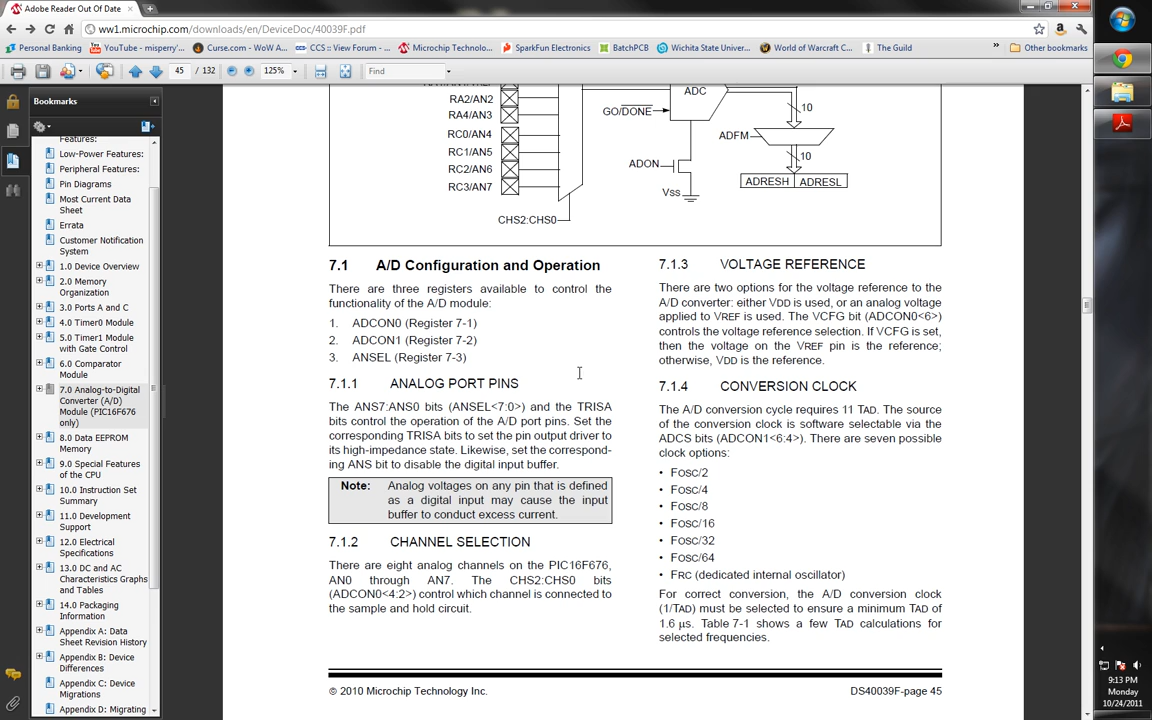 Adobe Reader Out Of Date
ww1.microchip.com/downloads/en/DeviceDoc/40039F.pdf
Personal Banking
YouTube - misperry'...
Curse.com - WoW A...
CCS :: View Forum - ...
Microchip Technolo...
SparkFun Electronics
BatchPCB
Wichita State Univer...
World of Warcraft C...
The Guild
»
Other bookmarks
45 / 132
125%
Find
Bookmarks
Features:
Low-Power Features:
Peripheral Features:
Pin Diagrams
Most Current Data
Sheet
Errata
Customer Notification
System
1.0 Device Overview
2.0 Memory
Organization
3.0 Ports A and C
4.0 Timer0 Module
5.0 Timer1 Module
with Gate Control
6.0 Comparator
Module
7.0 Analog-to-Digital
Converter (A/D)
Module (PIC16F676
only)
8.0 Data EEPROM
Memory
9.0 Special Features
of the CPU
10.0 Instruction Set
Summary
11.0 Development
Support
12.0 Electrical
Specifications
13.0 DC and AC
Characteristics Graphs
and Tables
14.0 Packaging
Information
Appendix A: Data
Sheet Revision History
Appendix B: Device
Differences
Appendix C: Device
Migrations
Appendix D: Migrating
RA2/AN2
RA4/AN3
RC0/AN4
RC1/AN5
RC2/AN6
RC3/AN7
CHS2:CHS0
GO/DONE
ADC
10
ADFM
10
ADON
VSS
ADRESH
ADRESL
7.1 A/D Configuration and Operation
There are three registers available to control the
functionality of the A/D module:
1. ADCON0 (Register 7-1)
2. ADCON1 (Register 7-2)
3. ANSEL (Register 7-3)
7.1.1 ANALOG PORT PINS
The ANS7:ANS0 bits (ANSEL<7:0>) and the TRISA
bits control the operation of the A/D port pins. Set the
corresponding TRISA bits to set the pin output driver to
its high-impedance state. Likewise, set the correspond-
ing ANS bit to disable the digital input buffer.
Note: Analog voltages on any pin that is defined
as a digital input may cause the input
buffer to conduct excess current.
7.1.2 CHANNEL SELECTION
There are eight analog channels on the PIC16F676,
AN0 through AN7. The CHS2:CHS0 bits
(ADCON0<4:2>) control which channel is connected to
the sample and hold circuit.
7.1.3 VOLTAGE REFERENCE
There are two options for the voltage reference to the
A/D converter: either VDD is used, or an analog voltage
applied to VREF is used. The VCFG bit (ADCON0<6>)
controls the voltage reference selection. If VCFG is set,
then the voltage on the VREF pin is the reference;
otherwise, VDD is the reference.
7.1.4 CONVERSION CLOCK
The A/D conversion cycle requires 11 TAD. The source
of the conversion clock is software selectable via the
ADCS bits (ADCON1<6:4>). There are seven possible
clock options:
• FOSC/2
• FOSC/4
• FOSC/8
• FOSC/16
• FOSC/32
• FOSC/64
• FRC (dedicated internal oscillator)
For correct conversion, the A/D conversion clock
(1/TAD) must be selected to ensure a minimum TAD of
1.6 µs. Table 7-1 shows a few TAD calculations for
selected frequencies.
© 2010 Microchip Technology Inc.
DS40039F-page 45
9:13 PM
Monday
10/24/2011